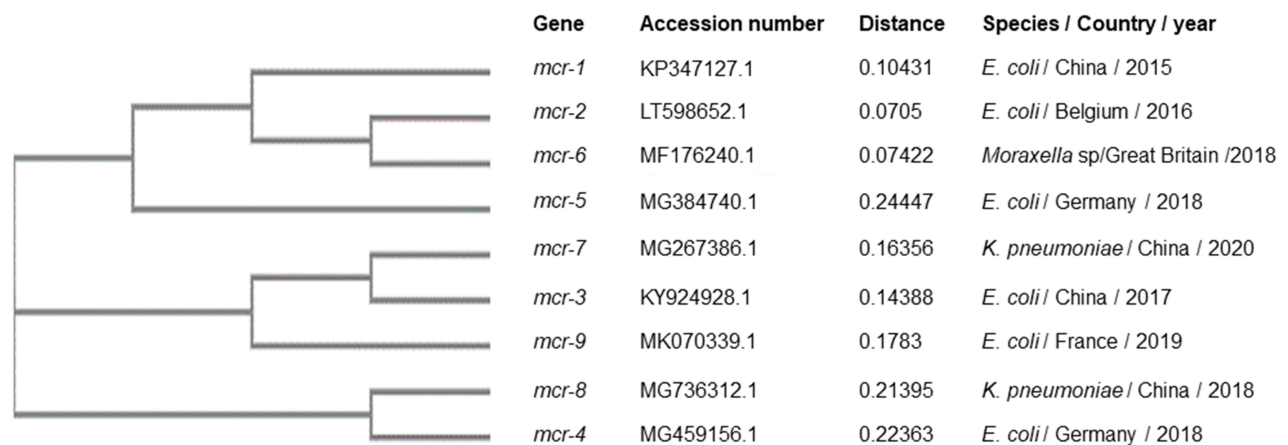 Gene Accession number Distance Species / Country / year
mcr-1 KP347127.1 0.10431 E. coli / China / 2015
mcr-2 LT598652.1 0.0705 E. coli / Belgium / 2016
mcr-6 MF176240.1 0.07422 Moraxella sp/Great Britain /2018
mcr-5 MG384740.1 0.24447 E. coli / Germany / 2018
mcr-7 MG267386.1 0.16356 K. pneumoniae / China / 2020
mcr-3 KY924928.1 0.14388 E. coli / China / 2017
mcr-9 MK070339.1 0.1783 E. coli / France / 2019
mcr-8 MG736312.1 0.21395 K. pneumoniae / China / 2018
mcr-4 MG459156.1 0.22363 E. coli / Germany / 2018